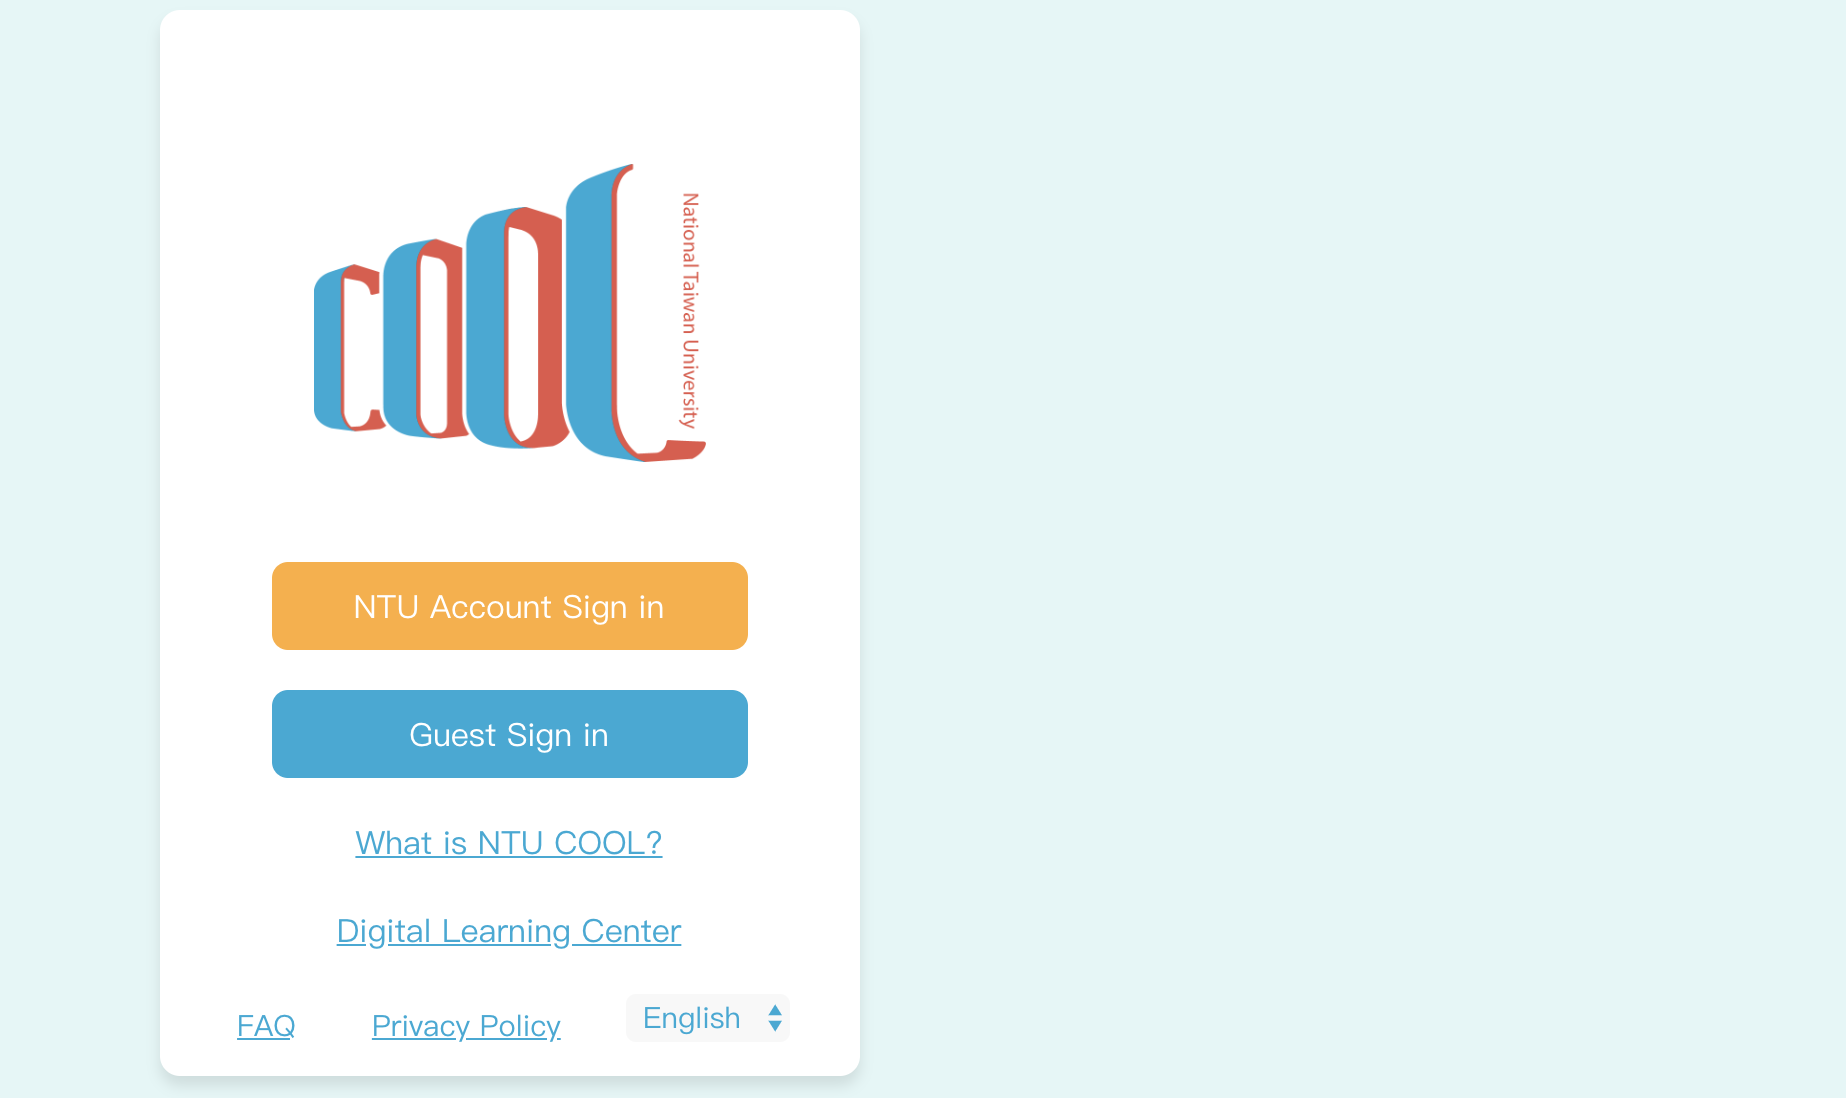 COOL
National Taiwan University
NTU Account Sign in
Guest Sign in
What is NTU COOL?
Digital Learning Center
FAQ
Privacy Policy
English